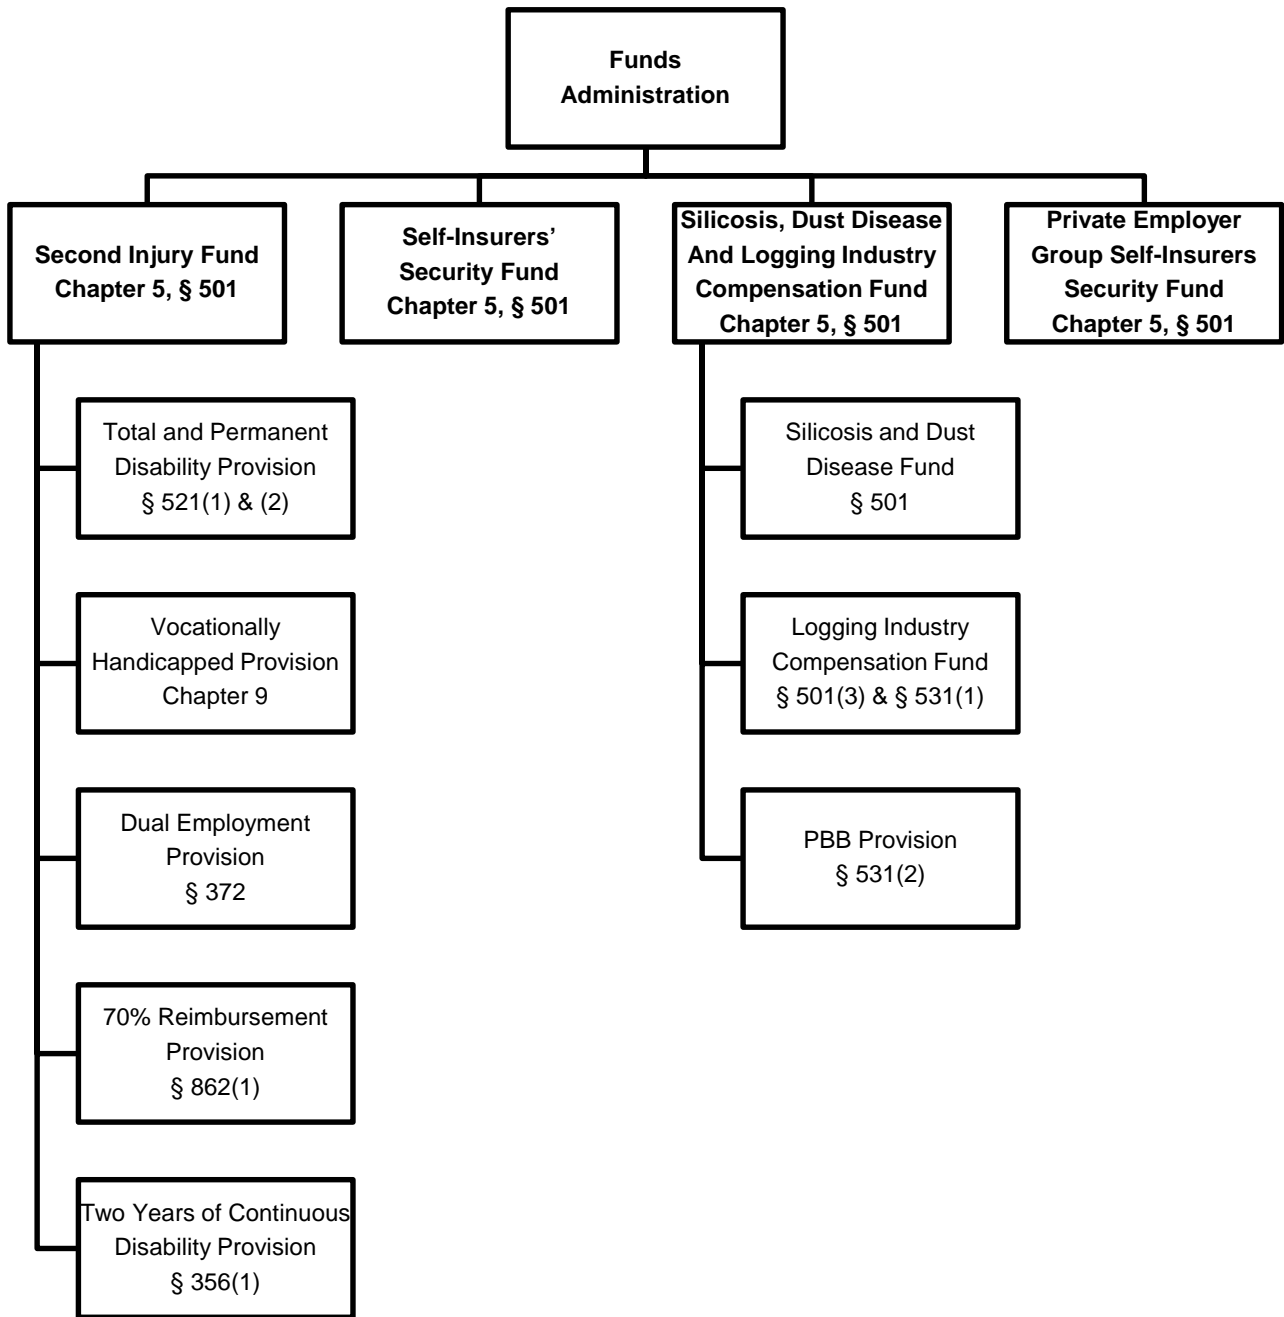 Funds
Administration
Second Injury Fund
Chapter 5, § 501
Self-Insurers’
Security Fund
Chapter 5, § 501
Silicosis, Dust Disease
And Logging Industry
Compensation Fund
Chapter 5, § 501
Private Employer
Group Self-Insurers
Security Fund
Chapter 5, § 501
Total and Permanent
Disability Provision
§ 521(1) & (2)
Vocationally
Handicapped Provision
Chapter 9
Dual Employment
Provision
§ 372
70% Reimbursement
Provision
§ 862(1)
Two Years of Continuous
Disability Provision
§ 356(1)
Silicosis and Dust
Disease Fund
§ 501
Logging Industry
Compensation Fund
§ 501(3) & § 531(1)
PBB Provision
§ 531(2)